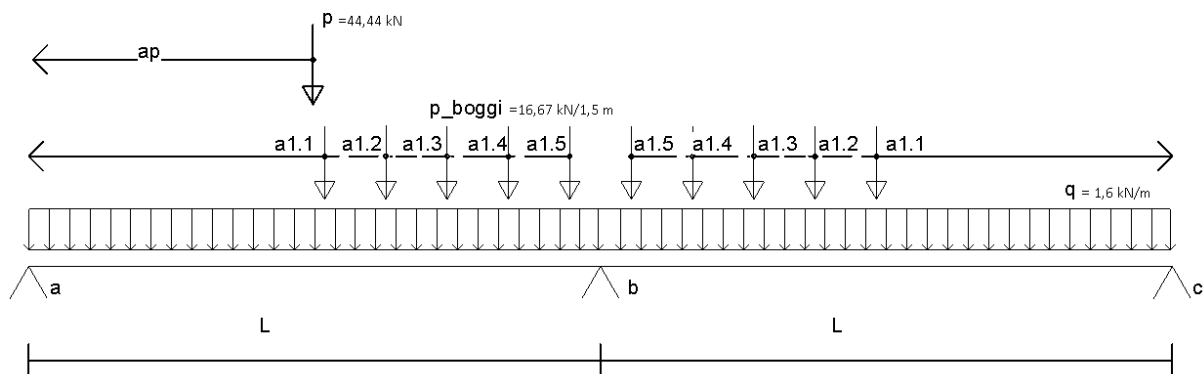 p =44,44 kN
ap
p_boggi =16,67 kN/1,5 m
a1.1 a1.2 a1.3 a1.4 a1.5 a1.5 a1.4 a1.3 a1.2 a1.1
q = 1,6 kN/m
a b c
L L